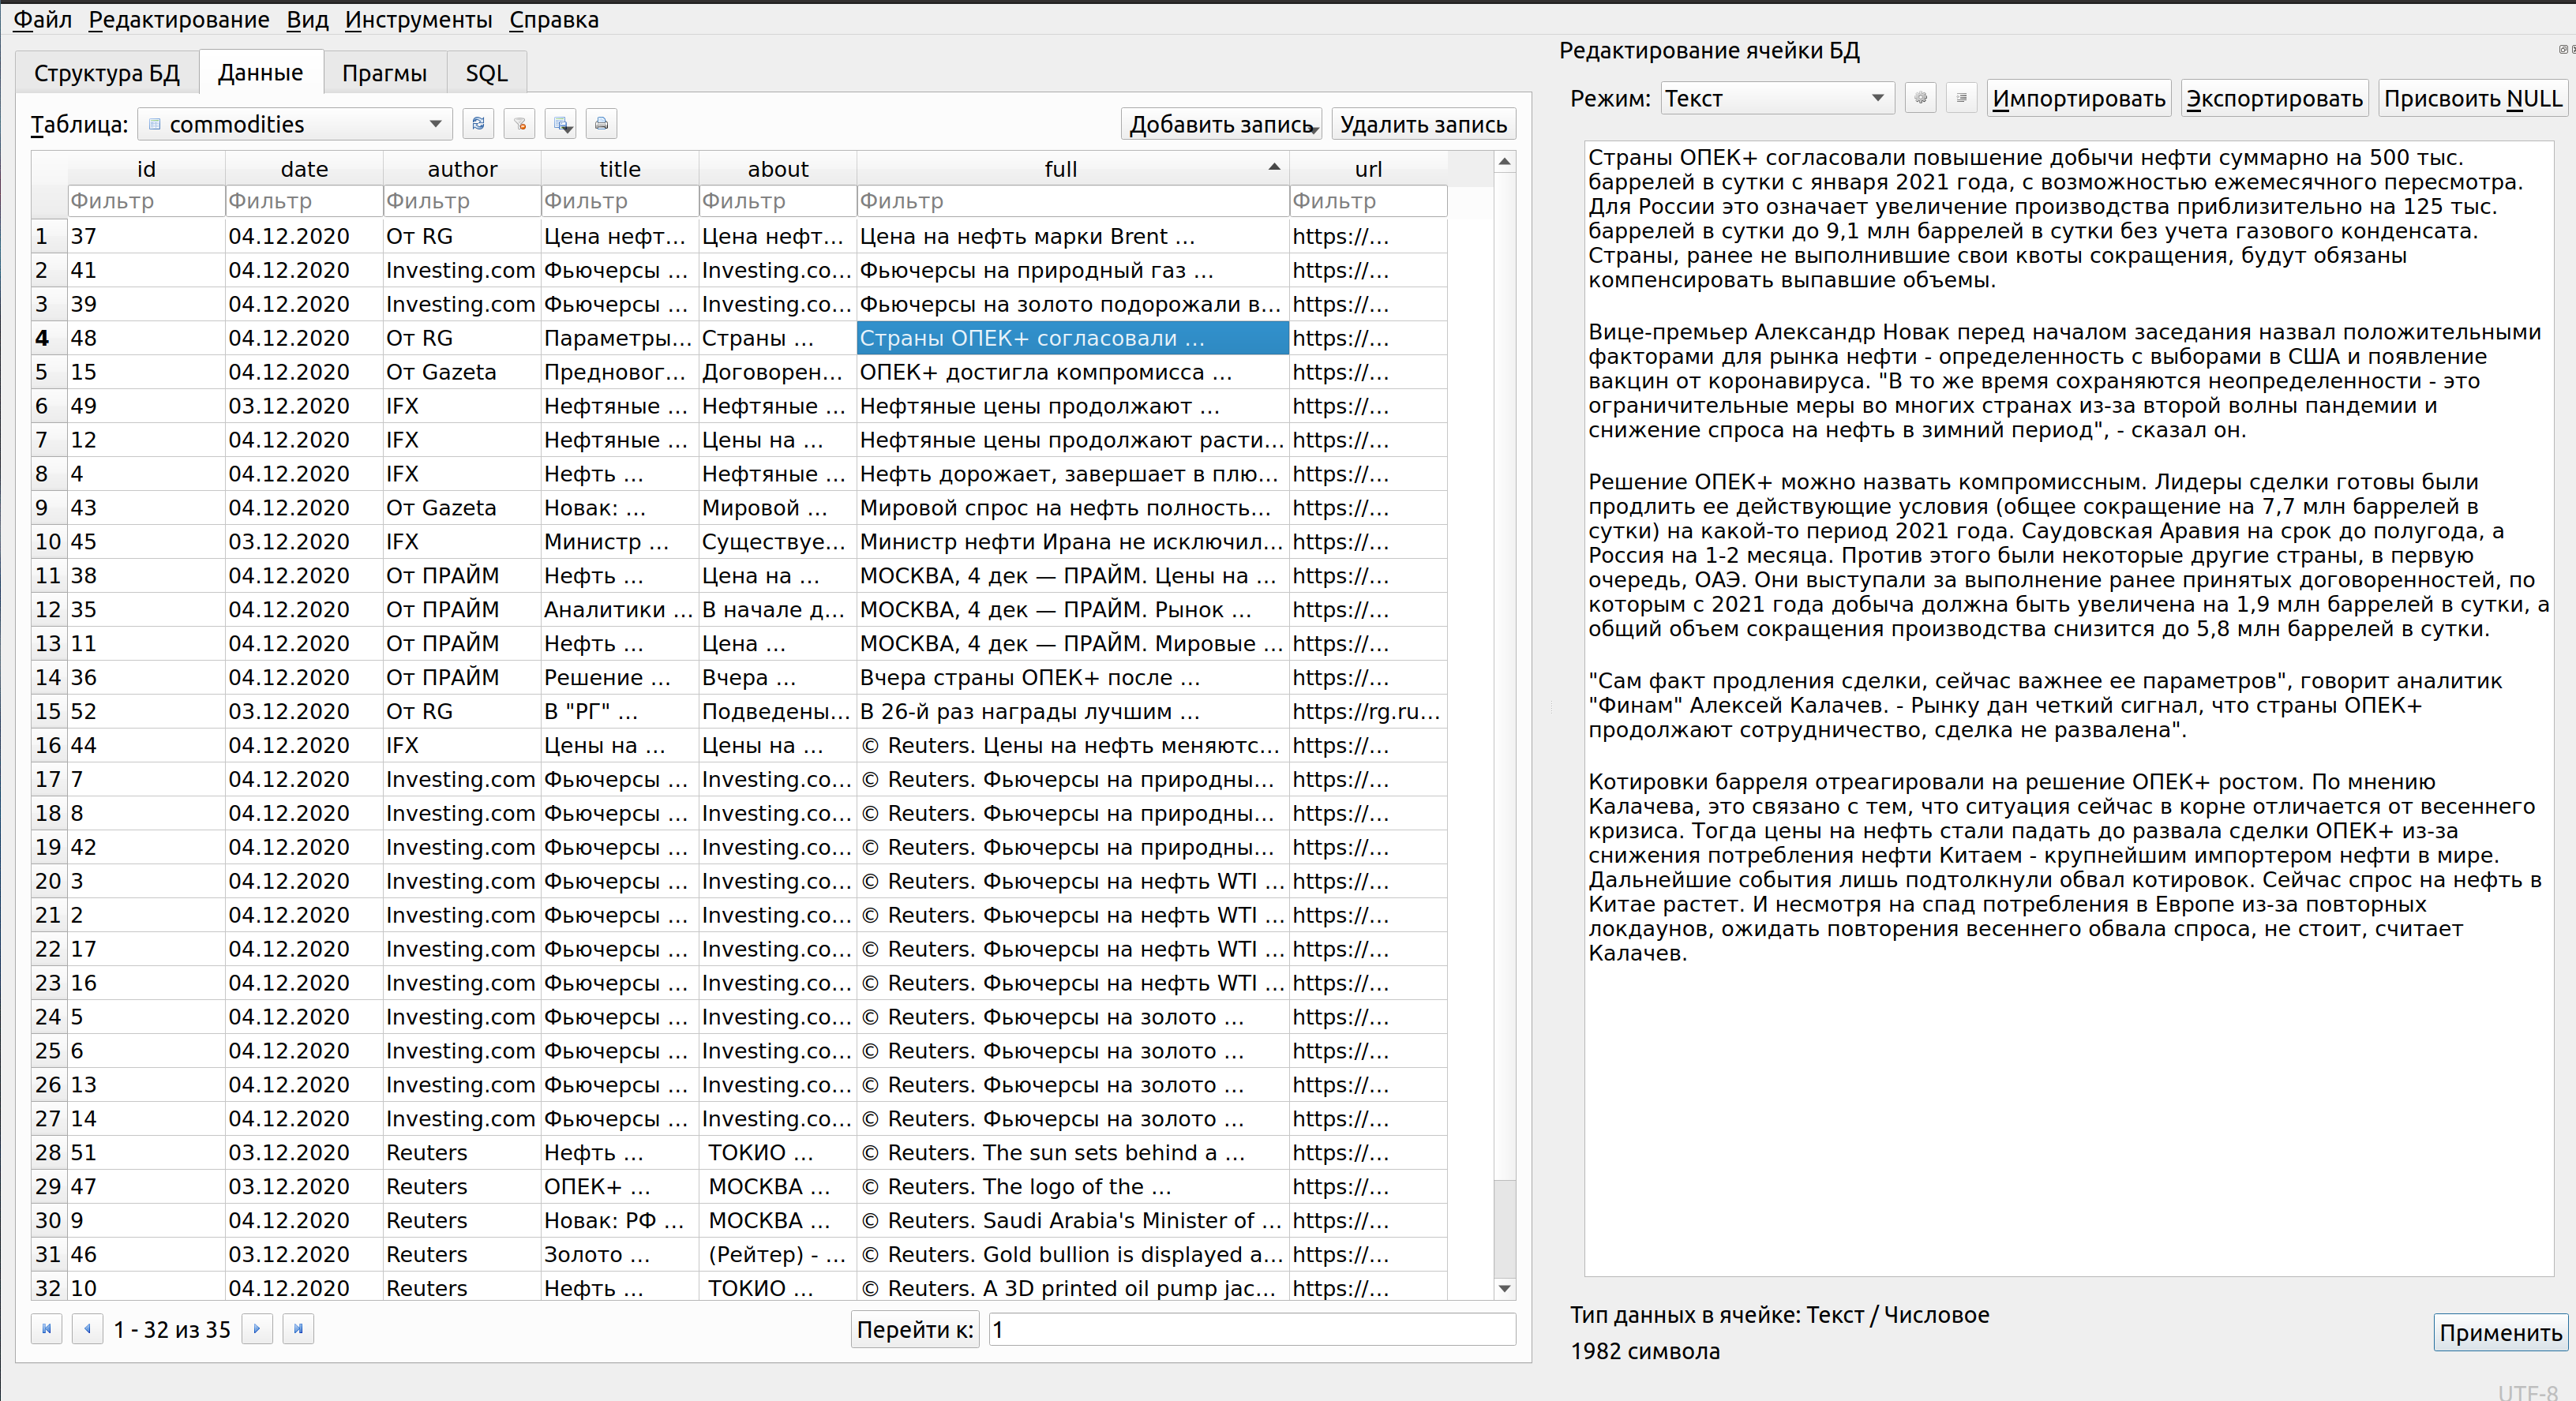 Файл Редактирование Вид Инструменты Справка
Структура БД Данные Прагмы SQL
Таблица: commodities Добавить запись Удалить запись
id date author title about full url
Фильтр Фильтр Фильтр Фильтр Фильтр Фильтр Фильтр
1 37 04.12.2020 От RG Цена нефт... Цена нефт... Цена на нефть марки Brent ... https://...
2 41 04.12.2020 Investing.com Фьючерсы ... Investing.co... Фьючерсы на природный газ ... https://...
3 39 04.12.2020 Investing.com Фьючерсы ... Investing.co... Фьючерсы на золото подорожали в... https://...
4 48 04.12.2020 От RG Параметры... Страны ... Страны ОПЕК+ согласовали ... https://...
5 15 04.12.2020 От Gazeta Предновог... Договорен... ОПЕК+ достигла компромисса ... https://...
6 49 03.12.2020 IFX Нефтяные ... Нефтяные ... Нефтяные цены продолжают ... https://...
7 12 04.12.2020 IFX Нефтяные ... Цены на ... Нефтяные цены продолжают расти... https://...
8 4 04.12.2020 IFX Нефть ... Нефтяные ... Нефть дорожает, завершает в плю... https://...
9 43 04.12.2020 От Gazeta Новак: ... Мировой ... Мировой спрос на нефть полность... https://...
10 45 03.12.2020 IFX Министр ... Существуе... Министр нефти Ирана не исключил... https://...
11 38 04.12.2020 От ПРАЙМ Нефть ... Цена на ... МОСКВА, 4 дек — ПРАЙМ. Цены на ... https://...
12 35 04.12.2020 От ПРАЙМ Аналитики ... В начале д... МОСКВА, 4 дек — ПРАЙМ. Рынок ... https://...
13 11 04.12.2020 От ПРАЙМ Нефть ... Цена ... МОСКВА, 4 дек — ПРАЙМ. Мировые ... https://...
14 36 04.12.2020 От ПРАЙМ Решение ... Вчера ... Вчера страны ОПЕК+ после ... https://...
15 52 03.12.2020 От RG В "РГ" ... Подведены... В 26-й раз награды лучшим ... https://rg.ru...
16 44 04.12.2020 IFX Цены на ... Цены на ... © Reuters. Цены на нефть меняютс... https://...
17 7 04.12.2020 Investing.com Фьючерсы ... Investing.co... © Reuters. Фьючерсы на природны... https://...
18 8 04.12.2020 Investing.com Фьючерсы ... Investing.co... © Reuters. Фьючерсы на природны... https://...
19 42 04.12.2020 Investing.com Фьючерсы ... Investing.co... © Reuters. Фьючерсы на природны... https://...
20 3 04.12.2020 Investing.com Фьючерсы ... Investing.co... © Reuters. Фьючерсы на нефть WTI ... https://...
21 2 04.12.2020 Investing.com Фьючерсы ... Investing.co... © Reuters. Фьючерсы на нефть WTI ... https://...
22 17 04.12.2020 Investing.com Фьючерсы ... Investing.co... © Reuters. Фьючерсы на нефть WTI ... https://...
23 16 04.12.2020 Investing.com Фьючерсы ... Investing.co... © Reuters. Фьючерсы на нефть WTI ... https://...
24 5 04.12.2020 Investing.com Фьючерсы ... Investing.co... © Reuters. Фьючерсы на золото ... https://...
25 6 04.12.2020 Investing.com Фьючерсы ... Investing.co... © Reuters. Фьючерсы на золото ... https://...
26 13 04.12.2020 Investing.com Фьючерсы ... Investing.co... © Reuters. Фьючерсы на золото ... https://...
27 14 04.12.2020 Investing.com Фьючерсы ... Investing.co... © Reuters. Фьючерсы на золото ... https://...
28 51 03.12.2020 Reuters Нефть ... ТОКИО ... © Reuters. The sun sets behind a ... https://...
29 47 03.12.2020 Reuters ОПЕК+ ... МОСКВА ... © Reuters. The logo of the ... https://...
30 9 04.12.2020 Reuters Новак: РФ ... МОСКВА ... © Reuters. Saudi Arabia's Minister of ... https://...
31 46 03.12.2020 Reuters Золото ... (Рейтер) - ... © Reuters. Gold bullion is displayed a... https://...
32 10 04.12.2020 Reuters Нефть ... ТОКИО ... © Reuters. A 3D printed oil pump jac... https://...
1 - 32 из 35 Перейти к: 1
Редактирование ячейки БД
Режим: Текст Импортировать Экспортировать Присвоить NULL
Страны ОПЕК+ согласовали повышение добычи нефти суммарно на 500 тыс.
баррелей в сутки с января 2021 года, с возможностью ежемесячного пересмотра.
Для России это означает увеличение производства приблизительно на 125 тыс.
баррелей в сутки до 9,1 млн баррелей в сутки без учета газового конденсата.
Страны, ранее не выполнившие свои квоты сокращения, будут обязаны
компенсировать выпавшие объемы.
Вице-премьер Александр Новак перед началом заседания назвал положительными
факторами для рынка нефти - определенность с выборами в США и появление
вакцин от коронавируса. "В то же время сохраняются неопределенности - это
ограничительные меры во многих странах из-за второй волны пандемии и
снижение спроса на нефть в зимний период", - сказал он.
Решение ОПЕК+ можно назвать компромиссным. Лидеры сделки готовы были
продлить ее действующие условия (общее сокращение на 7,7 млн баррелей в
сутки) на какой-то период 2021 года. Саудовская Аравия на срок до полугода, а
Россия на 1-2 месяца. Против этого были некоторые другие страны, в первую
очередь, ОАЭ. Они выступали за выполнение ранее принятых договоренностей, по
которым с 2021 года добыча должна быть увеличена на 1,9 млн баррелей в сутки, а
общий объем сокращения производства снизится до 5,8 млн баррелей в сутки.
"Сам факт продления сделки, сейчас важнее ее параметров", говорит аналитик
"Финам" Алексей Калачев. - Рынку дан четкий сигнал, что страны ОПЕК+
продолжают сотрудничество, сделка не развалена".
Котировки барреля отреагировали на решение ОПЕК+ ростом. По мнению
Калачева, это связано с тем, что ситуация сейчас в корне отличается от весеннего
кризиса. Тогда цены на нефть стали падать до развала сделки ОПЕК+ из-за
снижения потребления нефти Китаем - крупнейшим импортером нефти в мире.
Дальнейшие события лишь подтолкнули обвал котировок. Сейчас спрос на нефть в
Китае растет. И несмотря на спад потребления в Европе из-за повторных
локдаунов, ожидать повторения весеннего обвала спроса, не стоит, считает
Калачев.
Тип данных в ячейке: Текст / Числовое
1982 символа
Применить
UTF-8